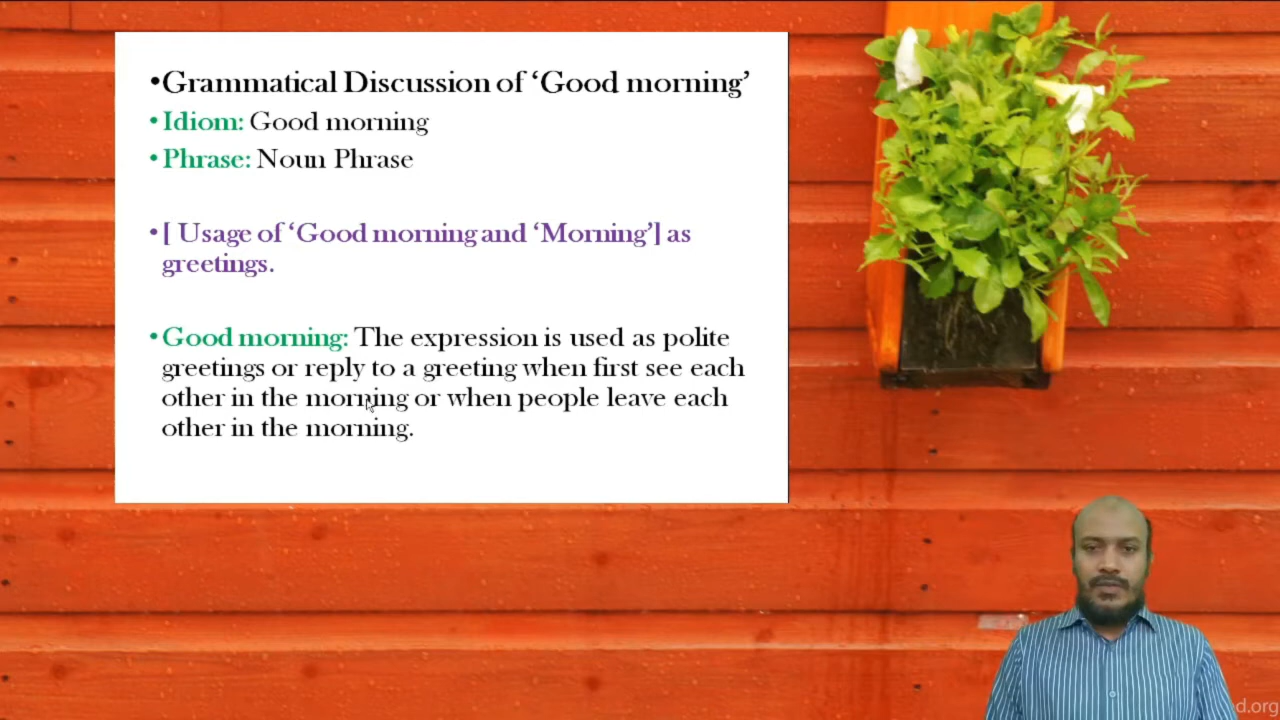 •Grammatical Discussion of ‘Good morning’
• Idiom: Good morning
• Phrase: Noun Phrase
• [ Usage of ‘Good morning and ‘Morning’] as
greetings.
• Good morning: The expression is used as polite
greetings or reply to a greeting when first see each
other in the morning or when people leave each
other in the morning.
d.org